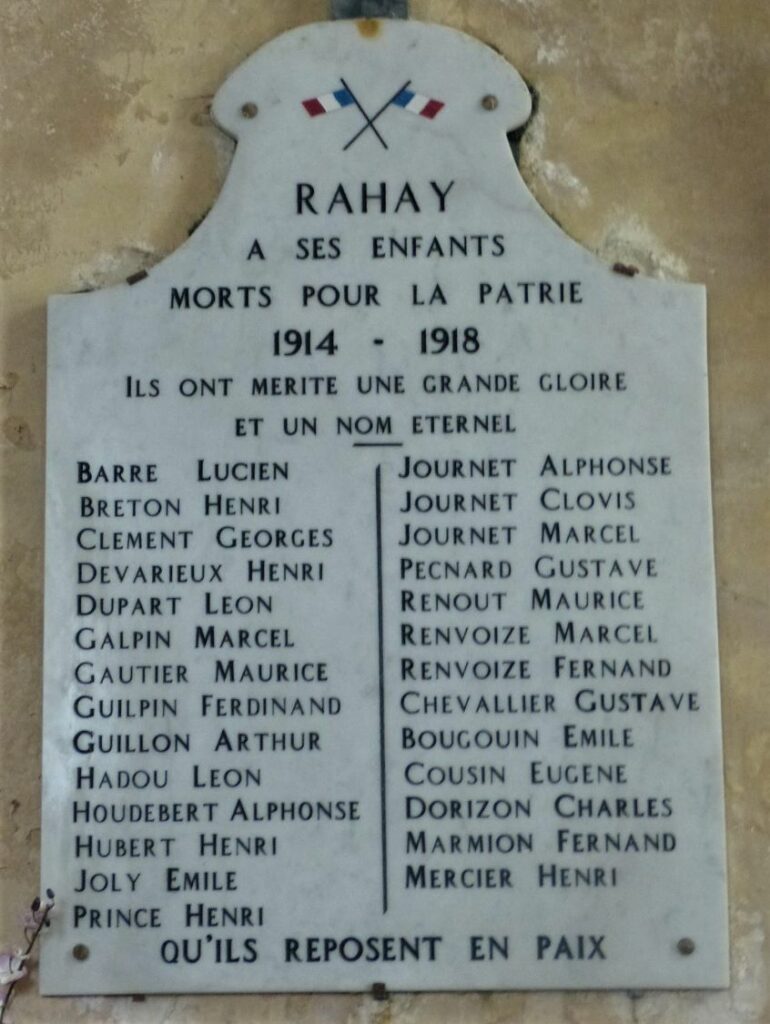 RAHAY
A SES ENFANTS
MORTS POUR LA PATRIE
1914 - 1918
ILS ONT MERITE UNE GRANDE GLOIRE
ET UN NOM ETERNEL
BARRE LUCIEN
BRETON HENRI
CLEMENT GEORGES
DEVARIEUX HENRI
DUPART LEON
GALPIN MARCEL
GAUTIER MAURICE
GUILPIN FERDINAND
GUILLON ARTHUR
HADOU LEON
HOUDEBERT ALPHONSE
HUBERT HENRI
JOLY EMILE
PRINCE HENRI
JOURNET ALPHONSE
JOURNET CLOVIS
JOURNET MARCEL
PECNARD GUSTAVE
RENOUT MAURICE
RENVOIZE MARCEL
RENVOIZE FERNAND
CHEVALLIER GUSTAVE
BOUGOUIN EMILE
COUSIN EUGENE
DORIZON CHARLES
MARMION FERNAND
MERCIER HENRI
QU'ILS REPOSENT EN PAIX